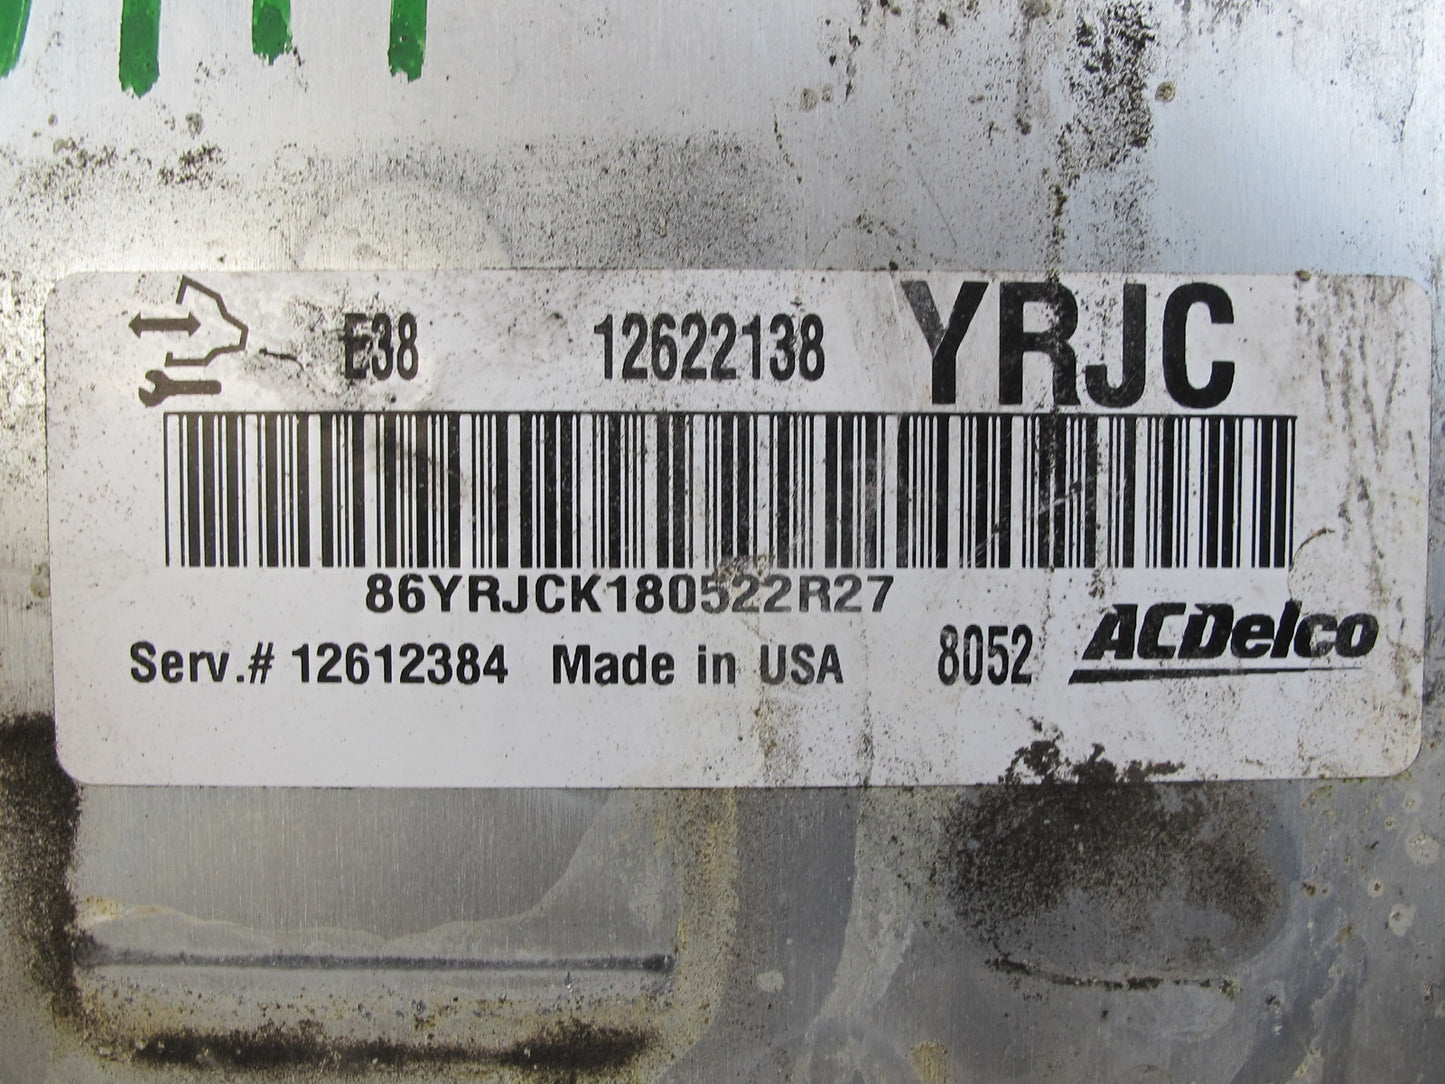 E38 12622138 YRJC
86YRJCK180522R27
Serv.# 12612384 Made in USA 8052 ACDelco